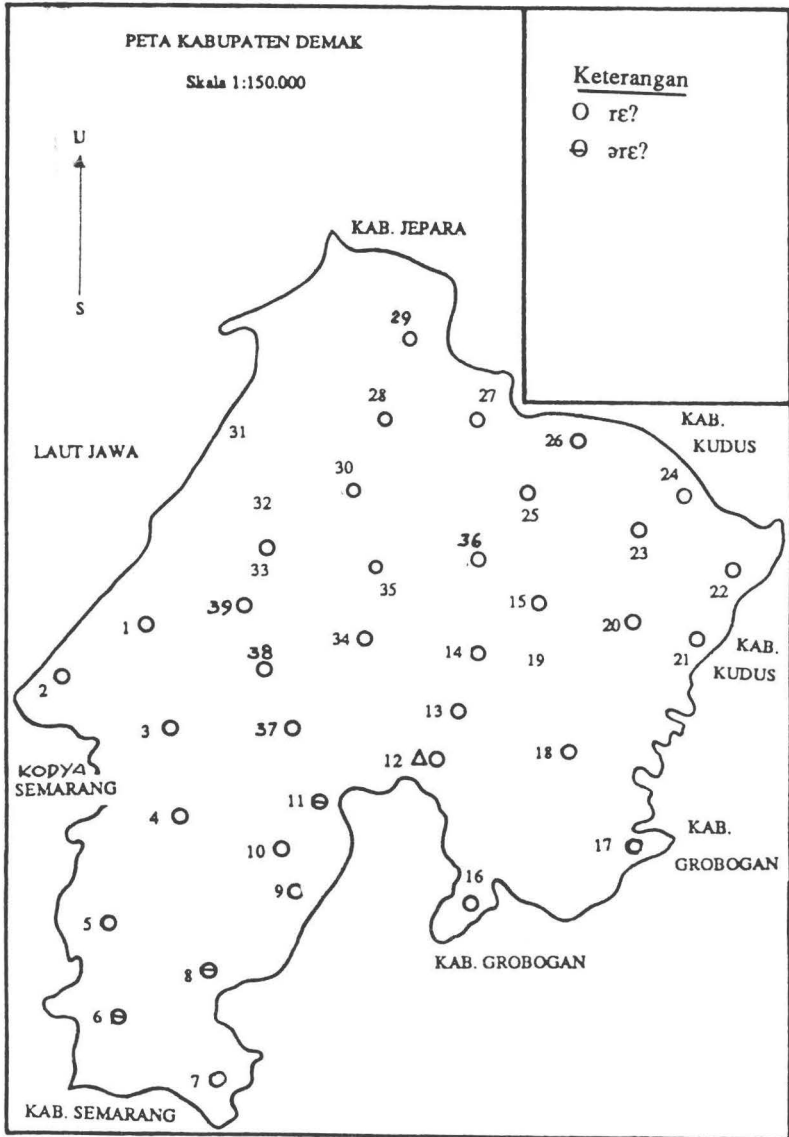 PETA KABUPATEN DEMAK
Skala 1:150.000
Keterangan
O rɛ?
Ɵ ərɛ?
U
S
KAB. JEPARA
29
28
27
31
26
KAB.
KUDUS
LAUT JAWA
30
24
32
25
36
23
33
35
22
39
15
1
20
34
38
14
19
21
KAB.
KUDUS
2
13
3
37
18
12 Δ
KODYA
SEMARANG
11
4
KAB.
GROBOGAN
17
10
16
9
5
KAB. GROBOGAN
8
6
7
KAB. SEMARANG